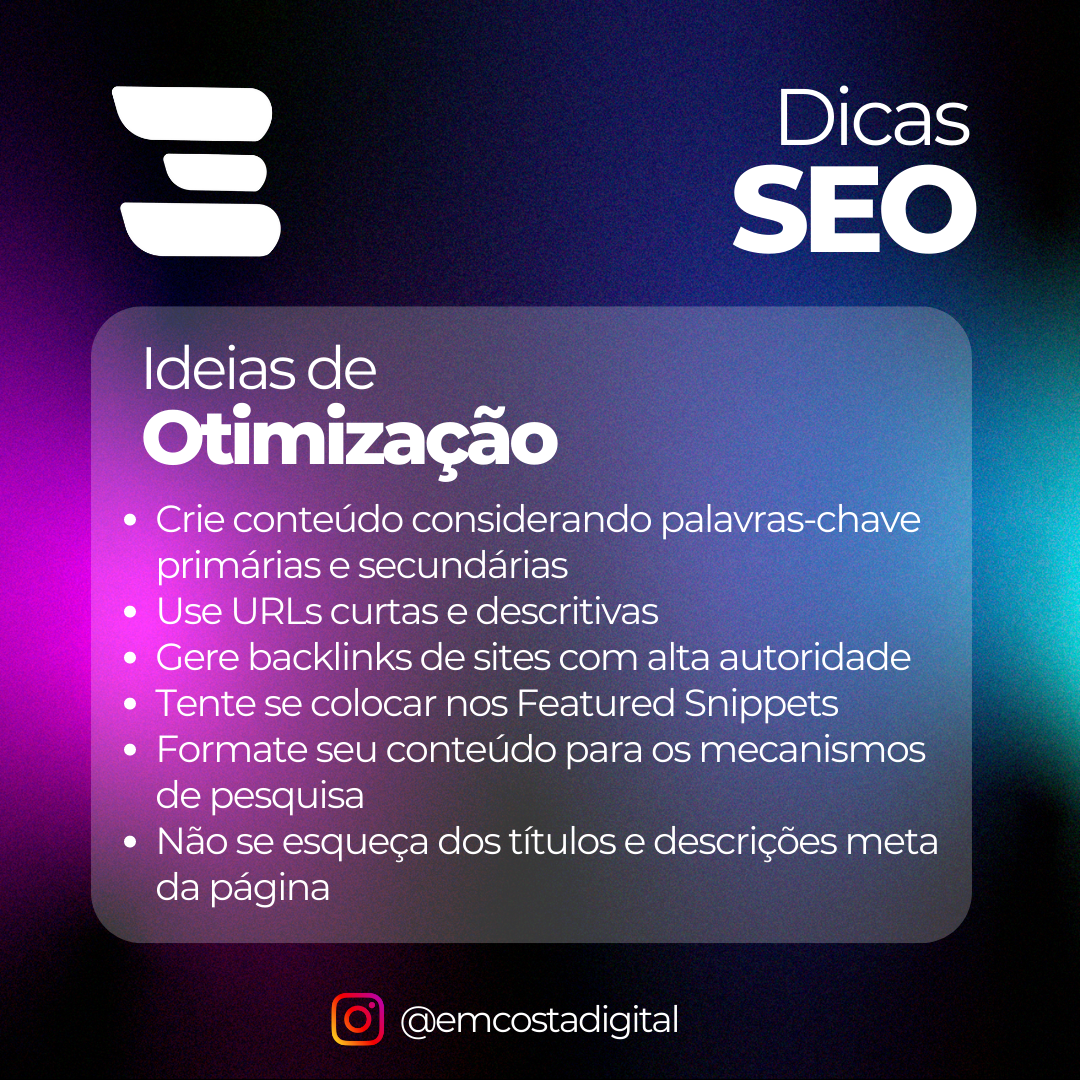 Dicas
SEO
Ideias de
Otimização
• Crie conteúdo considerando palavras-chave
primárias e secundárias
• Use URLs curtas e descritivas
• Gere backlinks de sites com alta autoridade
• Tente se colocar nos Featured Snippets
• Formate seu conteúdo para os mecanismos
de pesquisa
• Não se esqueça dos títulos e descrições meta
da página
@emcostadigital